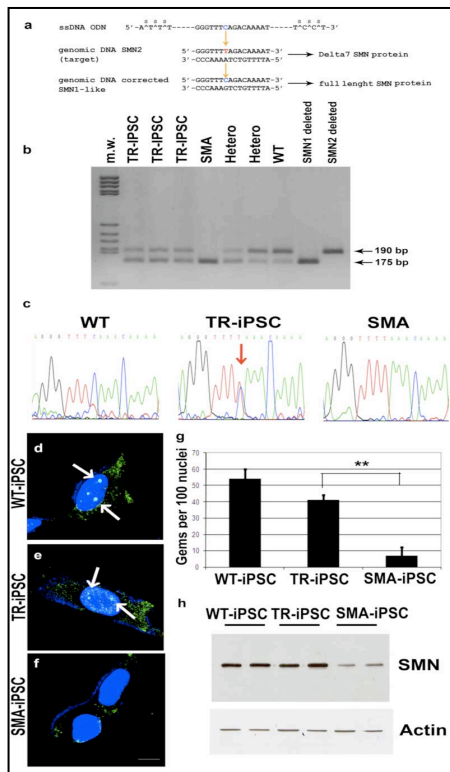 a
ssDNA ODN 5'-A*T*T*T-----GGGTTTCAGACAAAAT-----TN*C*C*T-3'
genomic DNA SMN2 (target)
5'-GGGTTTTAGACAAAAT-3'
3'-CCCAAAATCTGTTTTA-5'
Delta7 SMN protein
genomic DNA corrected SMN1-like
5'-GGGTTTCAGACAAAAT-3'
3'-CCCAAAGTCTGTTTTA-5'
full lenght SMN protein
b
m.w.
TR-iPSC
TR-iPSC
TR-iPSC
SMA
Hetero
Hetero
WT
SMN1 deleted
SMN2 deleted
190 bp
175 bp
c
WT
TR-iPSC
SMA
d
WT-iPSC
e
TR-iPSC
f
SMA-iPSC
g
Gems per 100 nuclei
70
60
50
40
30
20
10
0
**
WT-iPSC
TR-iPSC
SMA-iPSC
h
WT-iPSC TR-iPSC SMA-iPSC
SMN
Actin